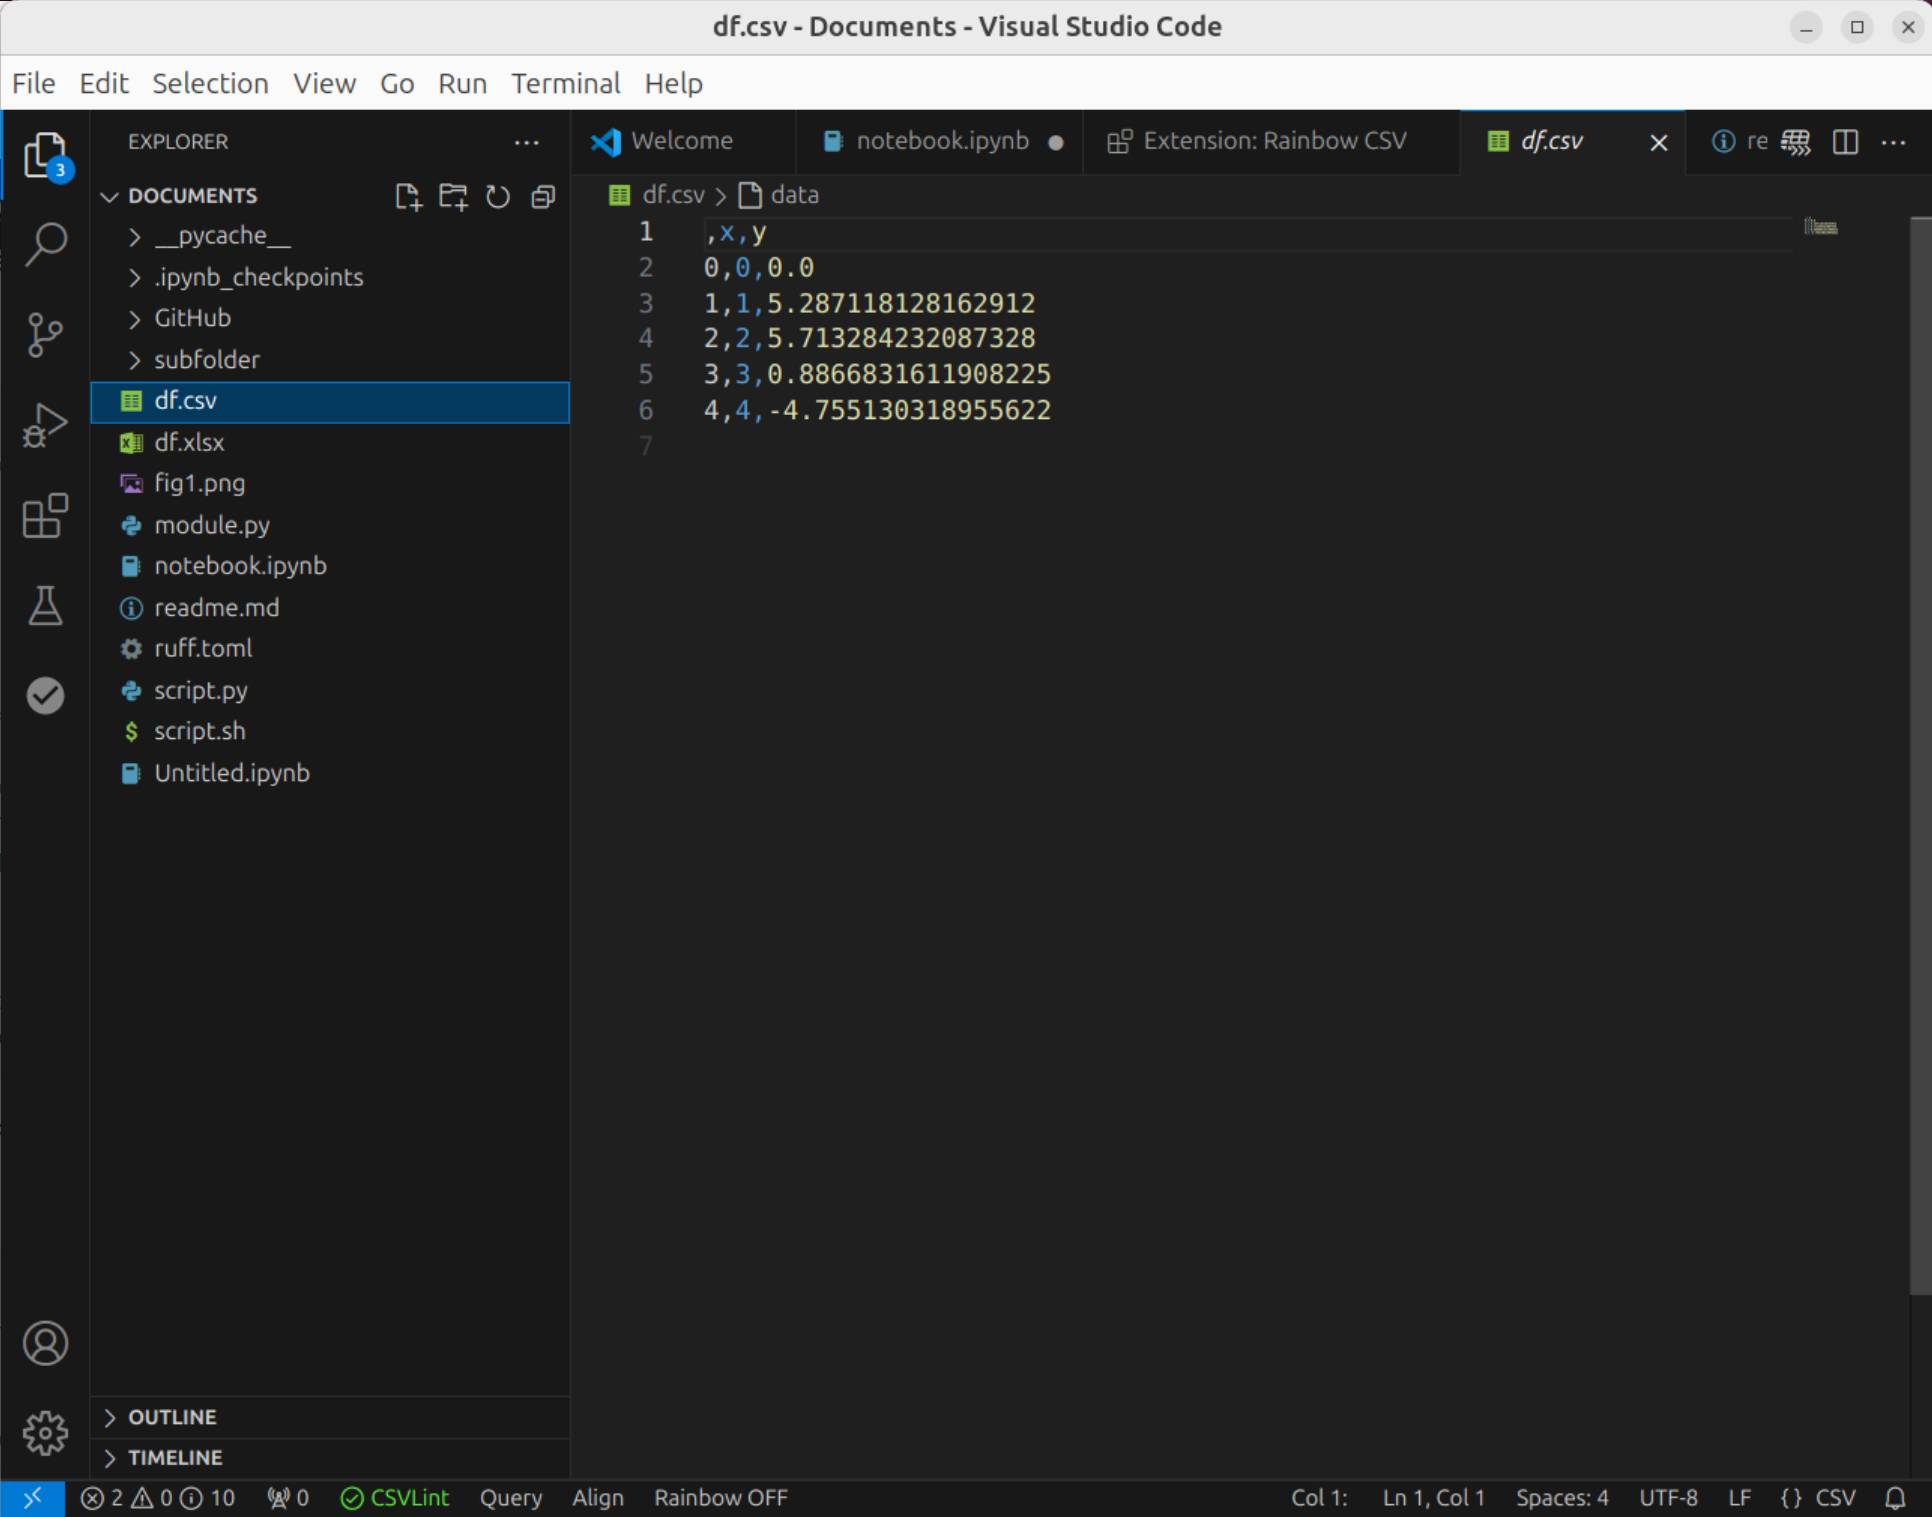 df.csv - Documents - Visual Studio Code
File Edit Selection View Go Run Terminal Help
EXPLORER
Welcome
notebook.ipynb
Extension: Rainbow CSV
df.csv
re
3
DOCUMENTS
df.csv > data
__pycache__
.ipynb_checkpoints
GitHub
subfolder
df.csv
df.xlsx
fig1.png
module.py
notebook.ipynb
readme.md
ruff.toml
script.py
script.sh
Untitled.ipynb
1 ,x,y
2 0,0,0.0
3 1,1,5.287118128162912
4 2,2,5.713284232087328
5 3,3,0.8866831611908225
6 4,4,-4.755130318955622
7
OUTLINE
TIMELINE
2 0 10 0 CSVLint Query Align Rainbow OFF Col 1: Ln 1, Col 1 Spaces: 4 UTF-8 LF {} CSV